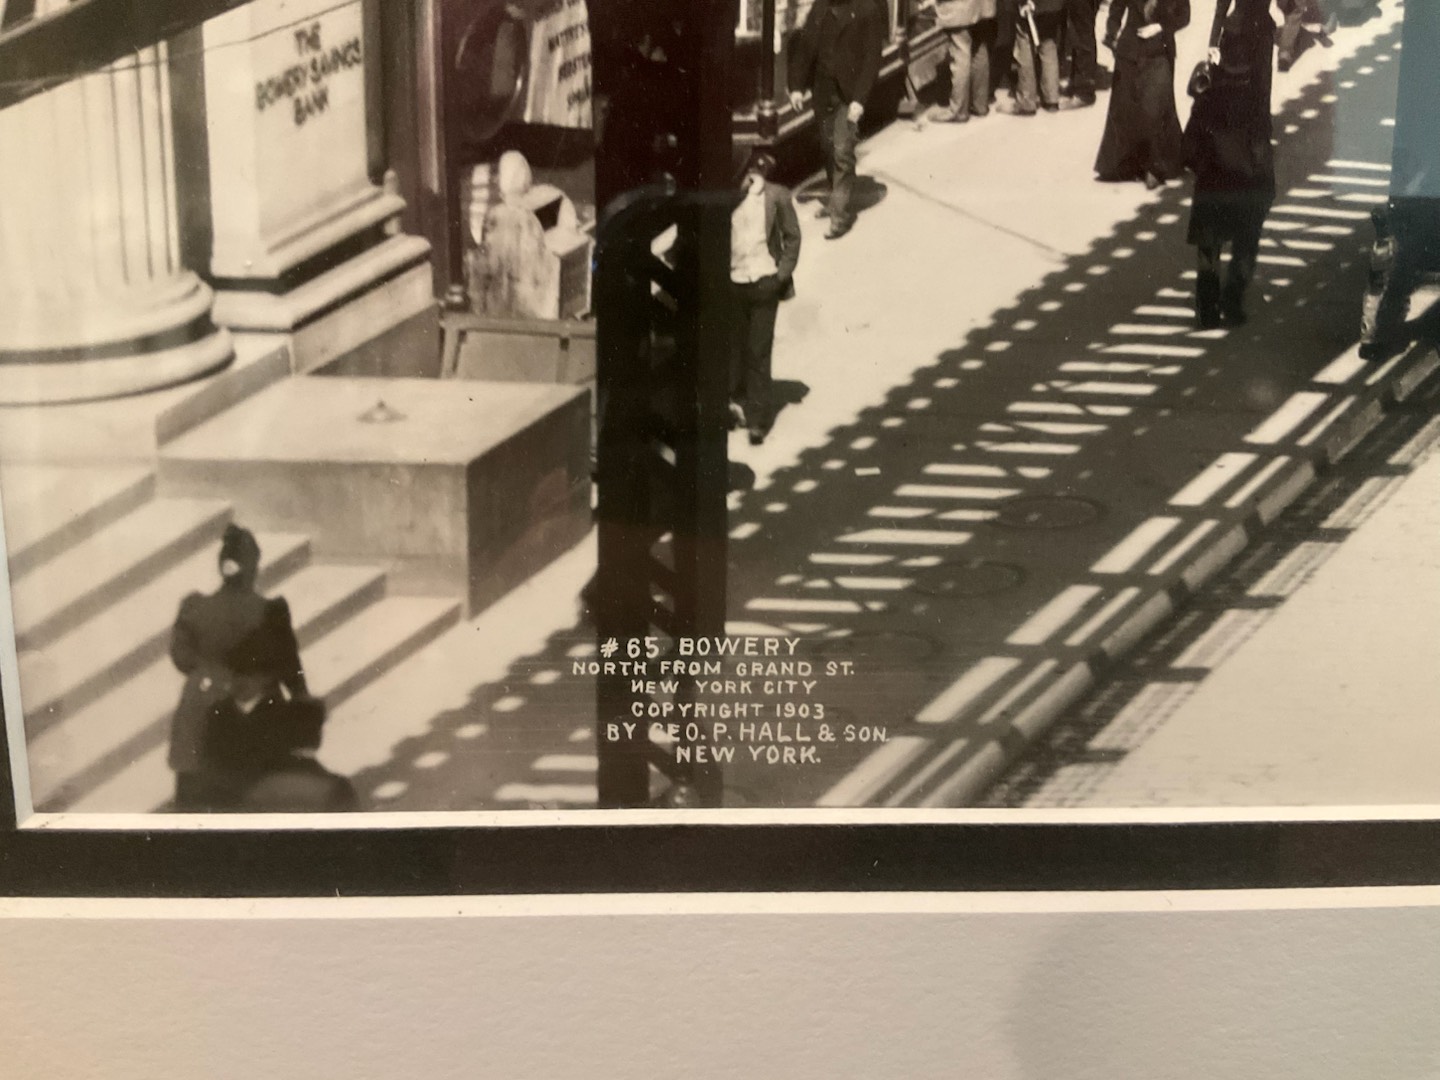 THE
BOWERY SAVINGS
BANK
# 65 BOWERY
NORTH FROM GRAND ST.
NEW YORK CITY
COPYRIGHT 1903
BY GEO. P. HALL & SON.
NEW YORK.